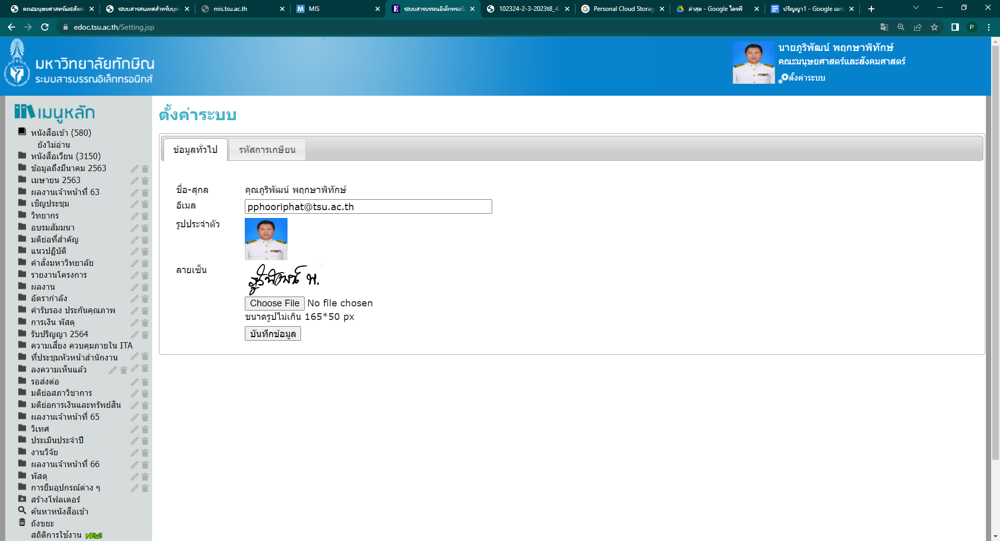 คณะมนุษยศาสตร์และสังคม
ระบบสารสนเทศสำหรับบุคล
mis.tsu.ac.th
MIS
ระบบสารบรรณอิเล็กทรอนิ
102324-2-3-2023t8_43
Personal Cloud Storag
ล่าสุด - Google ไดรฟ์
ปริญญา1 - Google เอก
edoc.tsu.ac.th/Setting.jsp
P
มหาวิทยาลัยทักษิณ
ระบบสารบรรณอิเล็กทรอนิกส์
นายภูริพัฒน์ พฤกษาพิทักษ์
คณะมนุษยศาสตร์และสังคมศาสตร์
ตั้งค่าระบบ
เมนูหลัก
หนังสือเข้า (580)
ยังไม่อ่าน
หนังสือเวียน (3150)
ข้อมูลถึงมีนาคม 2563
เมษายน 2563
ผลงานเจ้าหน้าที่ 63
เชิญประชุม
วิทยากร
อบรมสัมมนา
มติย่อที่สำคัญ
แนวปฏิบัติ
คำสั่งมหาวิทยาลัย
รายงานโครงการ
ผลงาน
อัตรากำลัง
คำรับรอง ประกันคุณภาพ
การเงิน พัสดุ
รับปริญญา 2564
ความเสี่ยง ควบคุมภายใน ITA
ที่ประชุมหัวหน้าสำนักงาน
ลงความเห็นแล้ว
รอส่งต่อ
มติย่อสภาวิชาการ
มติย่อการเงินและทรัพย์สิน
ผลงานเจ้าหน้าที่ 65
วิเทศ
ประเมินประจำปี
งานวิจัย
ผลงานเจ้าหน้าที่ 66
พัสดุ
การยืมอุปกรณ์ต่าง ๆ
สร้างโฟลเดอร์
ค้นหาหนังสือเข้า
ถังขยะ
สถิติการใช้งาน NEW!
ตั้งค่าระบบ
ข้อมูลทั่วไป
รหัสการเกษียน
ชื่อ-สกุล คุณภูริพัฒน์ พฤกษาพิทักษ์
อีเมล pphooriphat@tsu.ac.th
รูปประจำตัว
ลายเซ็น
ภูริพัฒน์ พ.
Choose File No file chosen
ขนาดรูปไม่เกิน 165*50 px
บันทึกข้อมูล